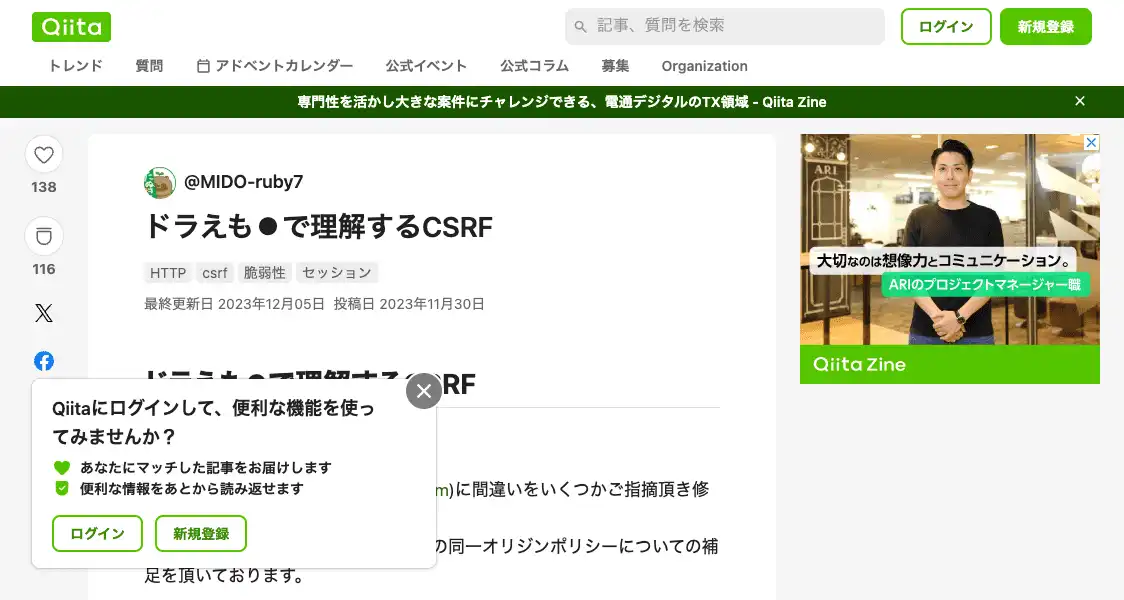 Qiita
記事、質問を検索
ログイン
新規登録
トレンド
質問
アドベントカレンダー
公式イベント
公式コラム
募集
Organization
専門性を活かし大きな案件にチャレンジできる、電通デジタルのTX領域 - Qiita Zine
138
116
@MIDO-ruby7
ドラえも●で理解するCSRF
HTTP
csrf
脆弱性
セッション
最終更新日 2023年12月05日 投稿日 2023年11月30日
ドラえも●で理解するCSRF
m)に間違いをいくつかご指摘頂き修
の同一オリジンポリシーについての補
足を頂いております。
Qiitaにログインして、便利な機能を使っ
てみませんか？
あなたにマッチした記事をお届けします
便利な情報をあとから読み返せます
ログイン
新規登録
ARI
大切なのは想像力とコミュニケーション。
ARIのプロジェクトマネージャー職
Qiita Zine